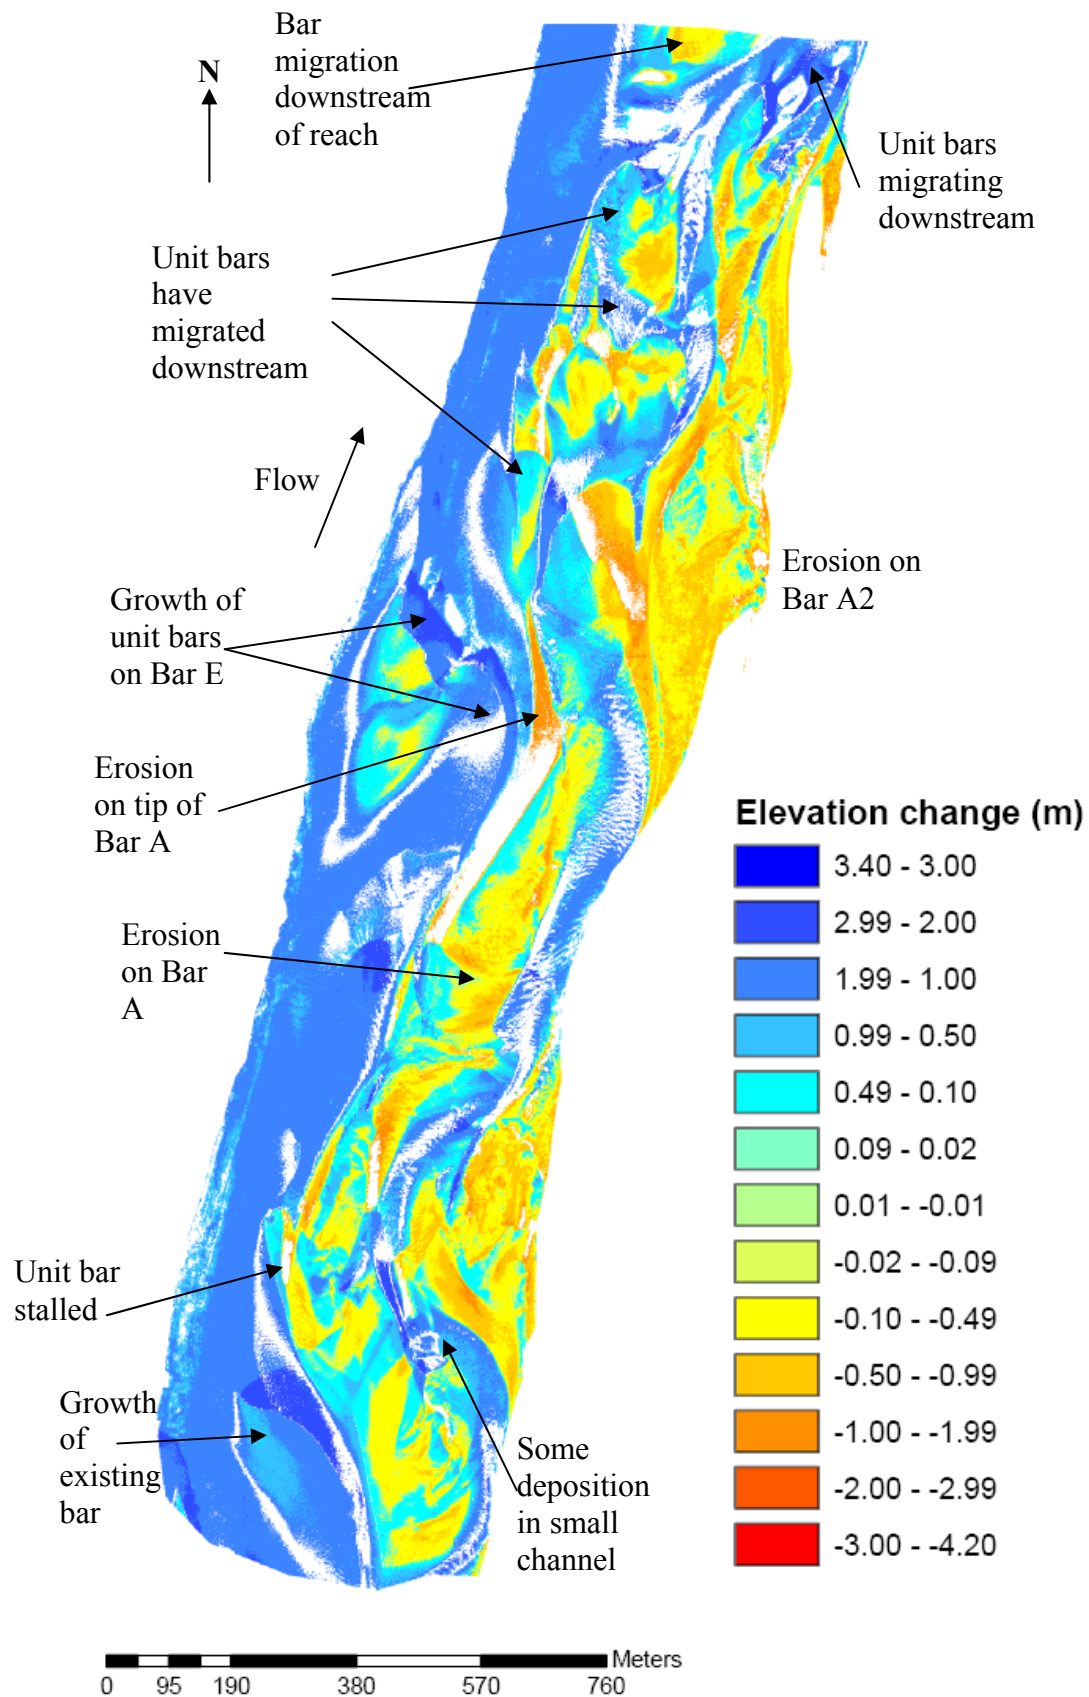 Bar
migration
downstream
of reach
N
Unit bars
migrating
downstream
Unit bars
have
migrated
downstream
Flow
Erosion on
Bar A2
Growth of
unit bars
on Bar E
Erosion
on tip of
Bar A
Elevation change (m)
3.40 - 3.00
2.99 - 2.00
1.99 - 1.00
0.99 - 0.50
0.49 - 0.10
0.09 - 0.02
0.01 - -0.01
-0.02 - -0.09
-0.10 - -0.49
-0.50 - -0.99
-1.00 - -1.99
-2.00 - -2.99
-3.00 - -4.20
Erosion
on Bar
A
Unit bar
stalled
Growth
of
existing
bar
Some
deposition
in small
channel
Meters
0 95 190 380 570 760